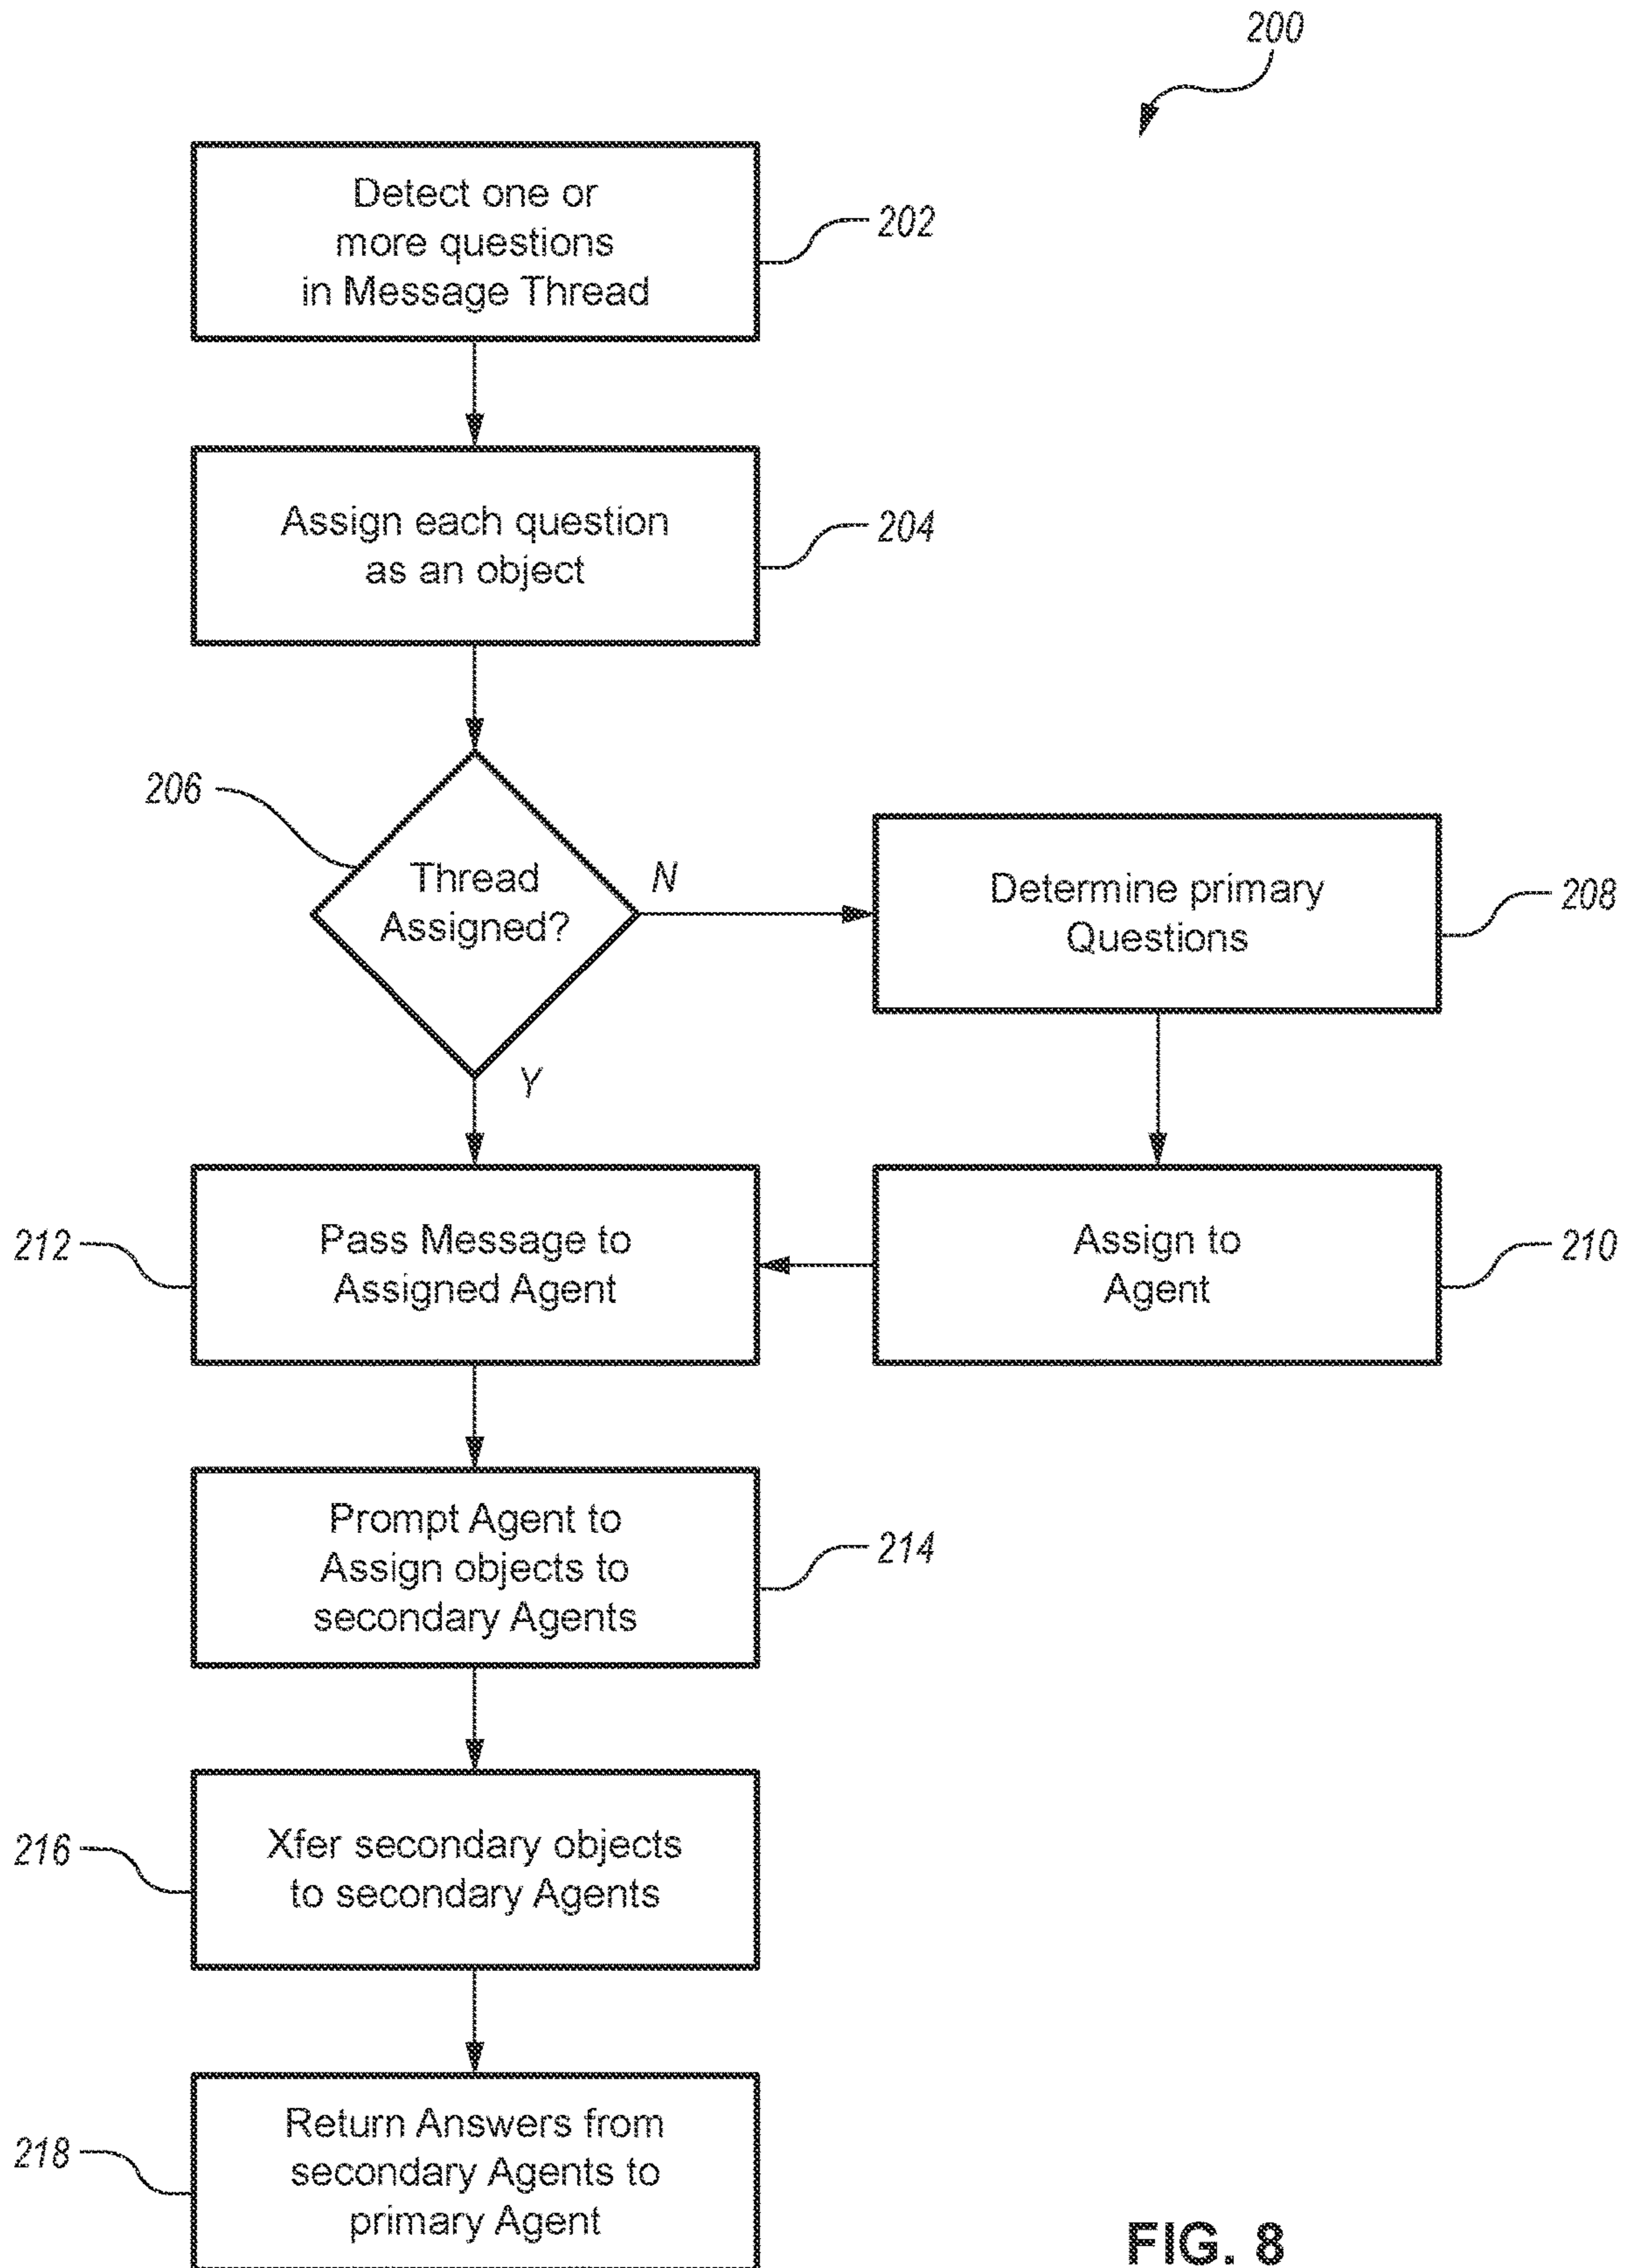 200
Detect one or
more questions
in Message Thread
202
Assign each question
as an object
204
206
Thread
Assigned?
N
Y
Determine primary
Questions
208
212
Pass Message to
Assigned Agent
Assign to
Agent
210
Prompt Agent to
Assign objects to
secondary Agents
214
216
Xfer secondary objects
to secondary Agents
218
Return Answers from
secondary Agents to
primary Agent
FIG. 8